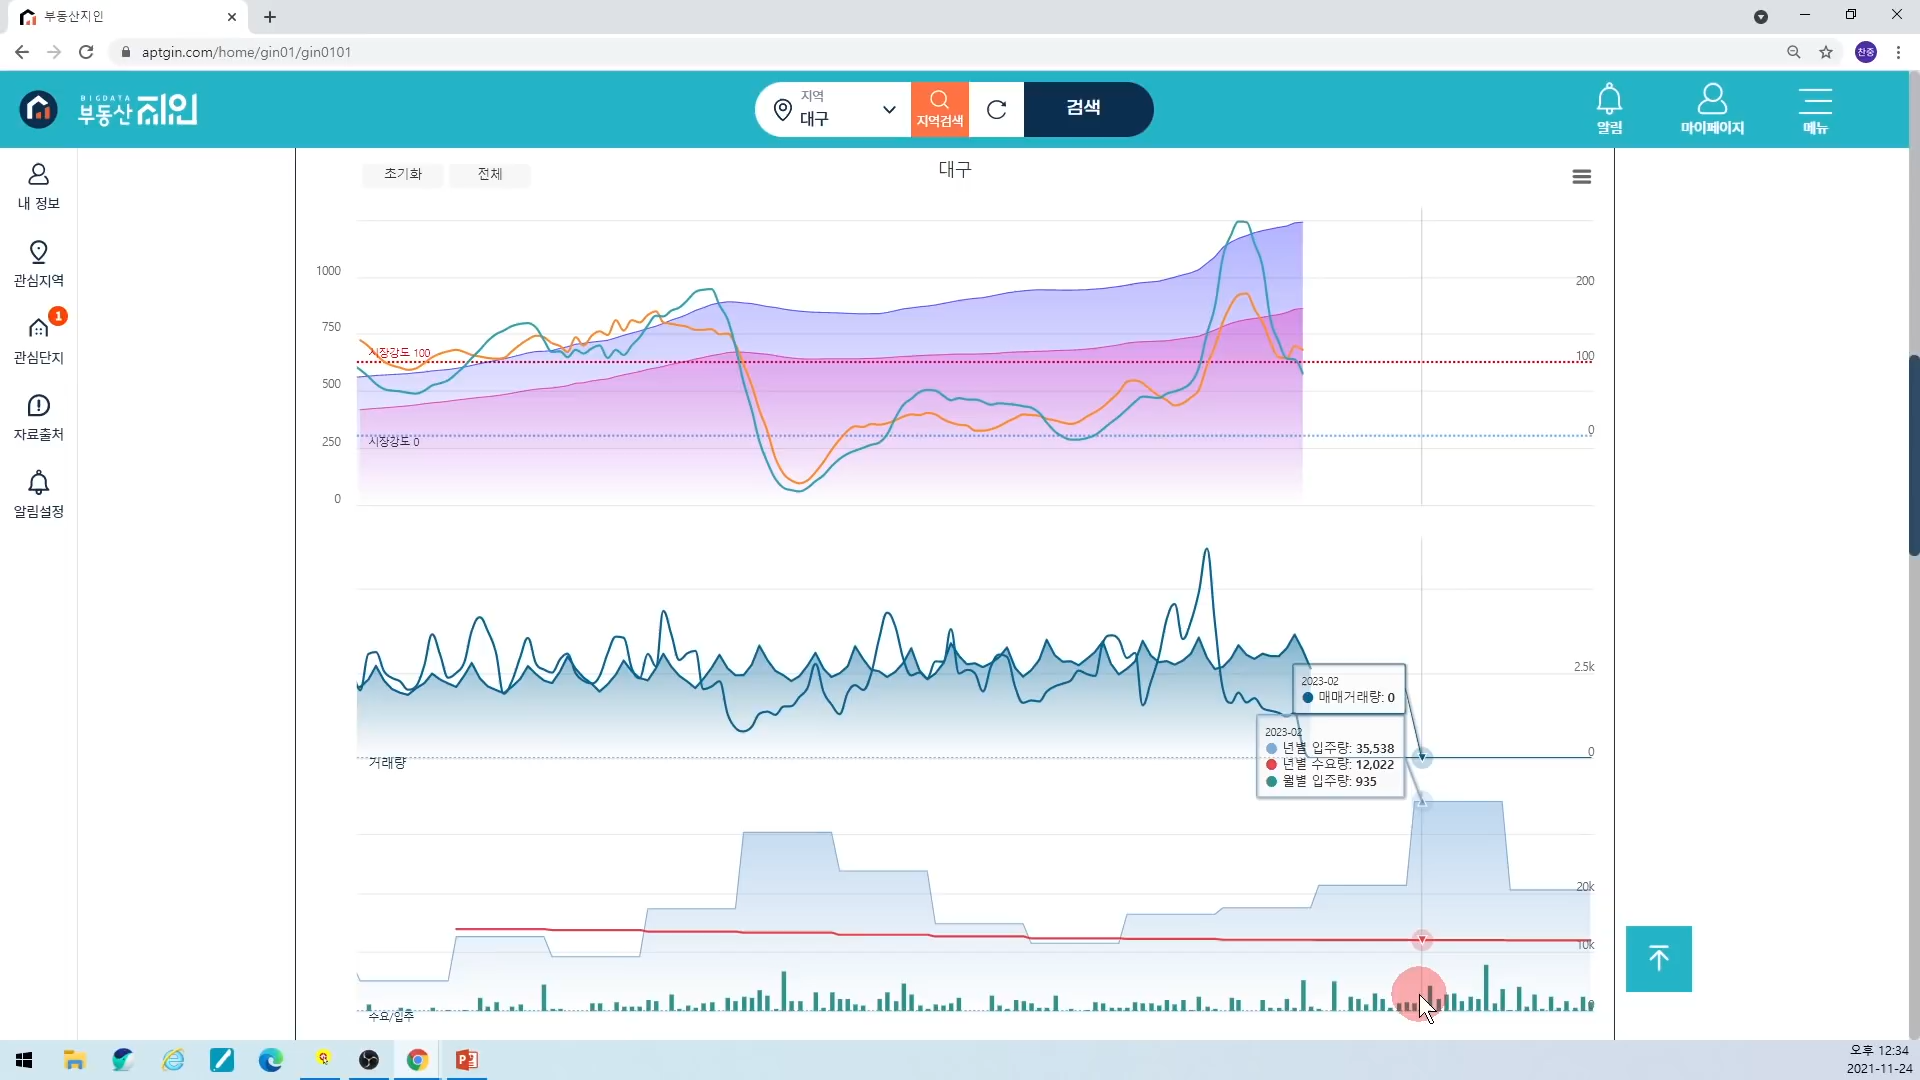 부동산지인
aptgin.com/home/gin01/gin0101
찬중
BIGDATA
부동산 지인
지역
대구
지역검색
검색
알림
마이페이지
메뉴
내 정보
관심지역
1
관심단지
자료출처
알림설정
초기화
전체
대구
1000
750
500
250
0
200
100
0
시장강도 100
시장강도 0
2.5k
0
거래량
2023-02
매매거래량: 0
2023-02
년별 입주량: 35,538
년별 수요량: 12,022
월별 입주량: 935
20k
10k
0
수요/입주
오후 12:34
2021-11-24